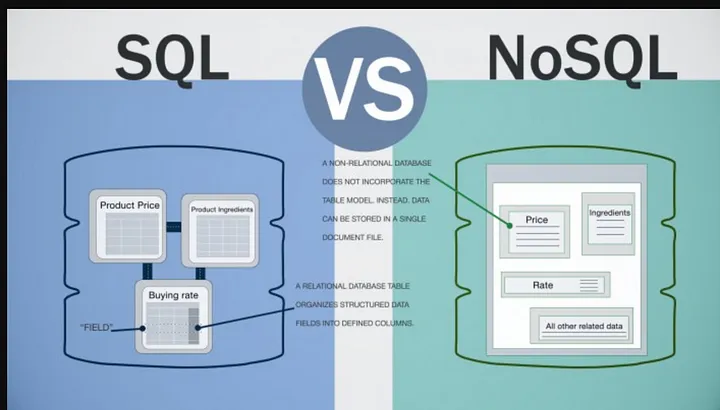 SQL
VS
NoSQL
A NON-RELATIONAL DATABASE
DOES NOT INCORPORATE THE
TABLE MODEL. INSTEAD, DATA
CAN BE STORED IN A SINGLE
DOCUMENT FILE.
Product Price
Product Ingredients
Buying rate
"FIELD"
A RELATIONAL DATABASE TABLE
ORGANIZES STRUCTURED DATA
FIELDS INTO DEFINED COLUMNS.
Price
Ingredients
Rate
All other related data